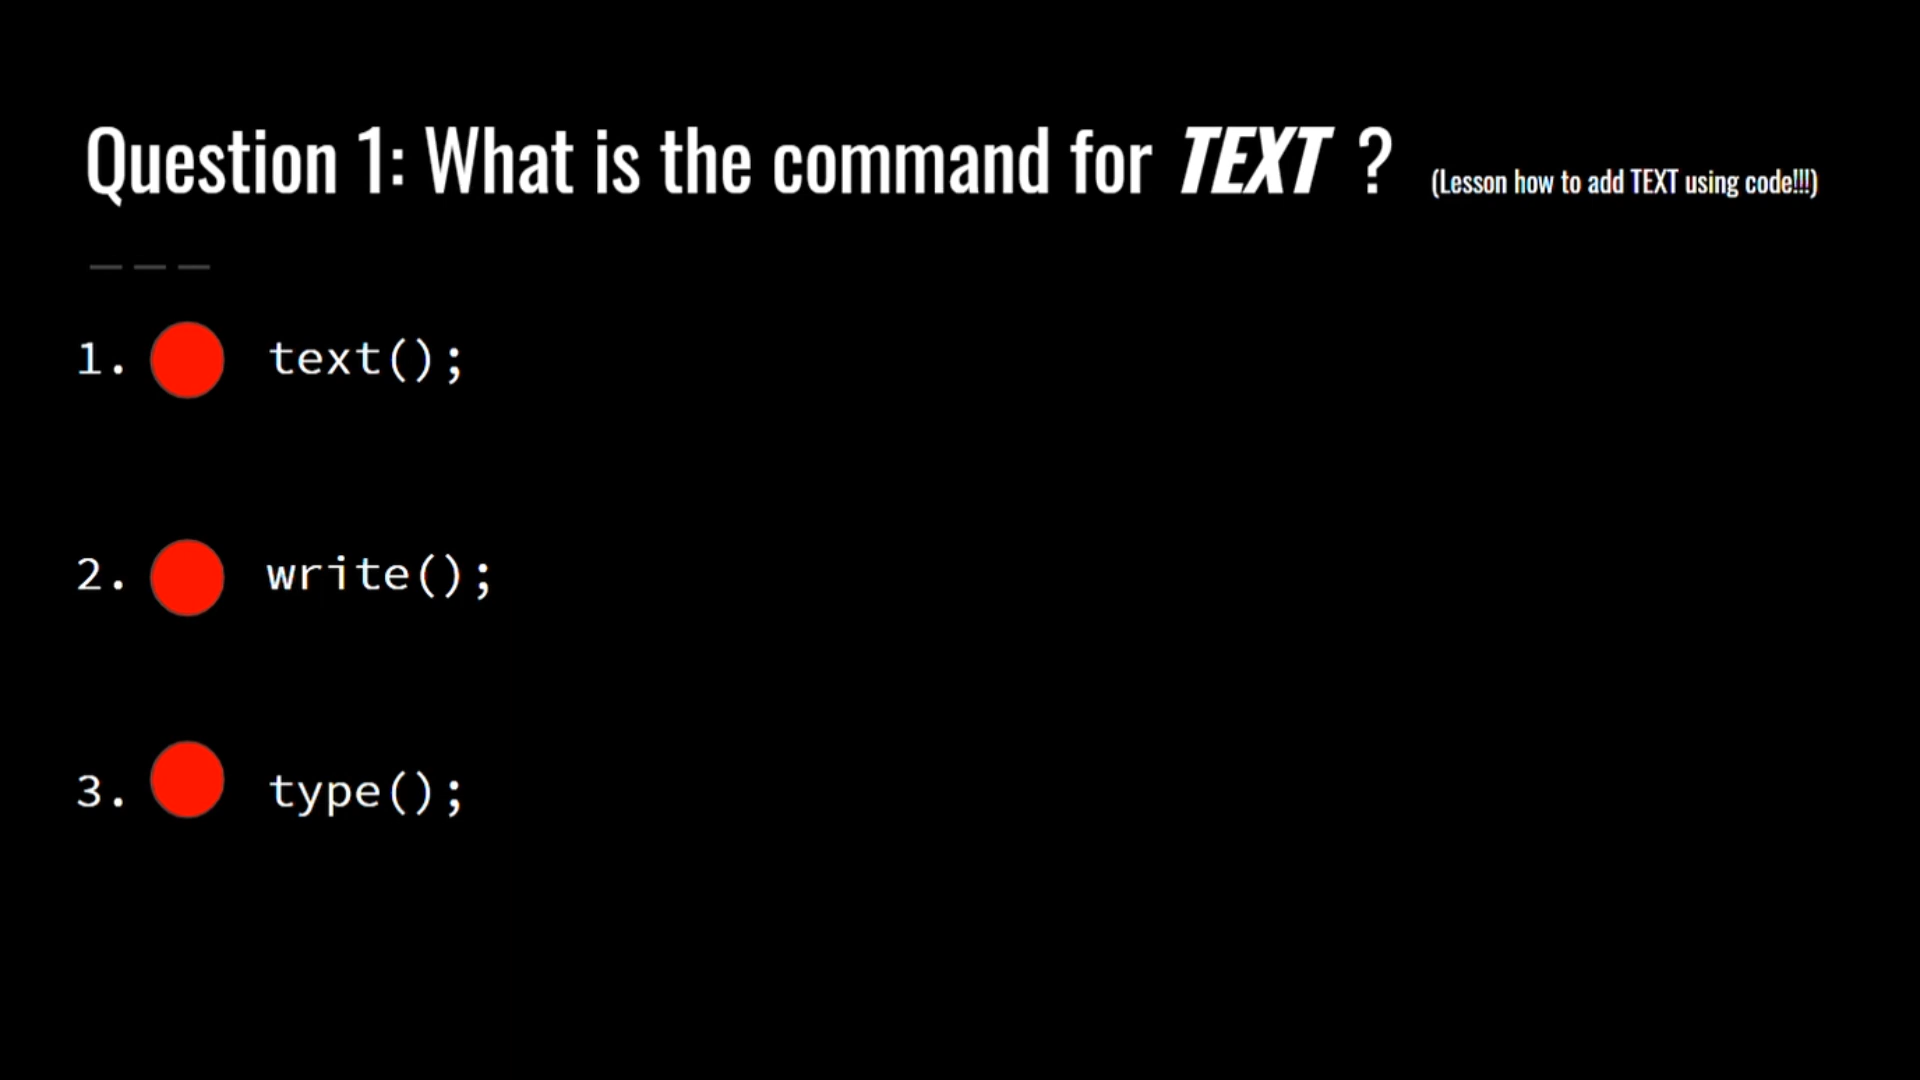 Question 1: What is the command for TEXT ? (Lesson how to add TEXT using code!!!)
1. text();
2. write();
3. type();